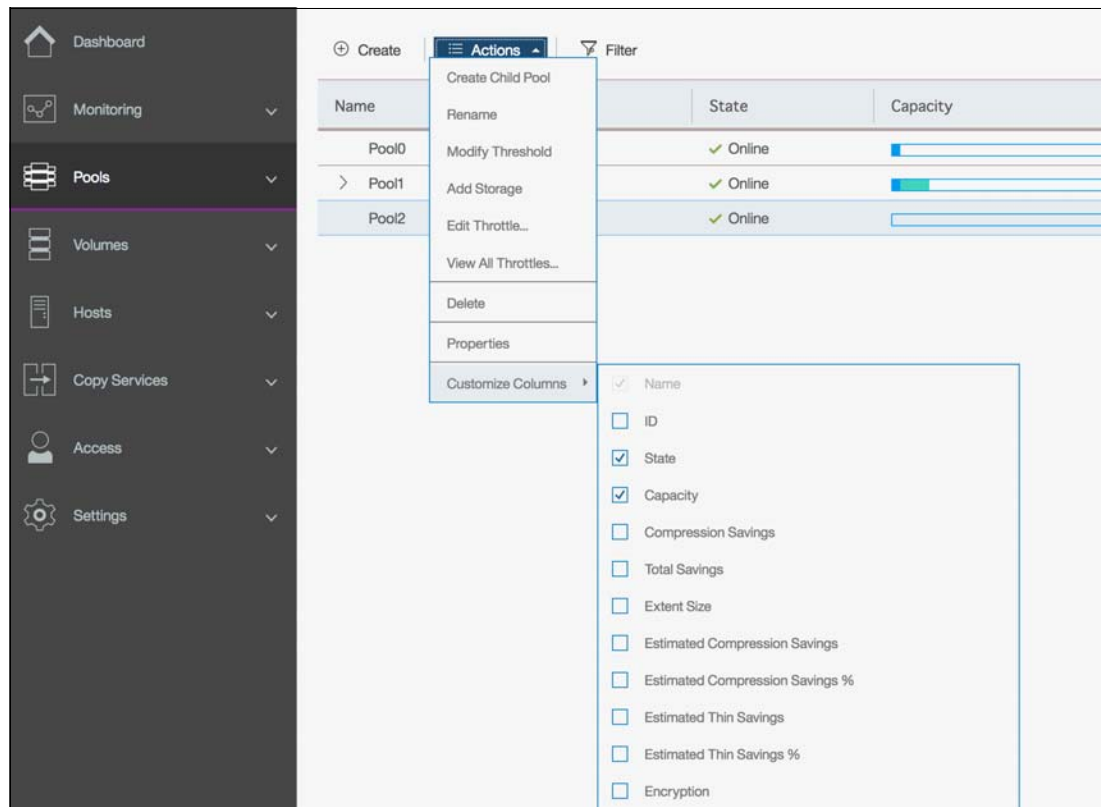 Dashboard
Monitoring
Pools
Volumes
Hosts
Copy Services
Access
Settings
Create Actions Filter
Name State Capacity
Pool0 Online
Pool1 Online
Pool2 Online
Create Child Pool
Rename
Modify Threshold
Add Storage
Edit Throttle...
View All Throttles...
Delete
Properties
Customize Columns
Name
ID
State
Capacity
Compression Savings
Total Savings
Extent Size
Estimated Compression Savings
Estimated Compression Savings %
Estimated Thin Savings
Estimated Thin Savings %
Encryption